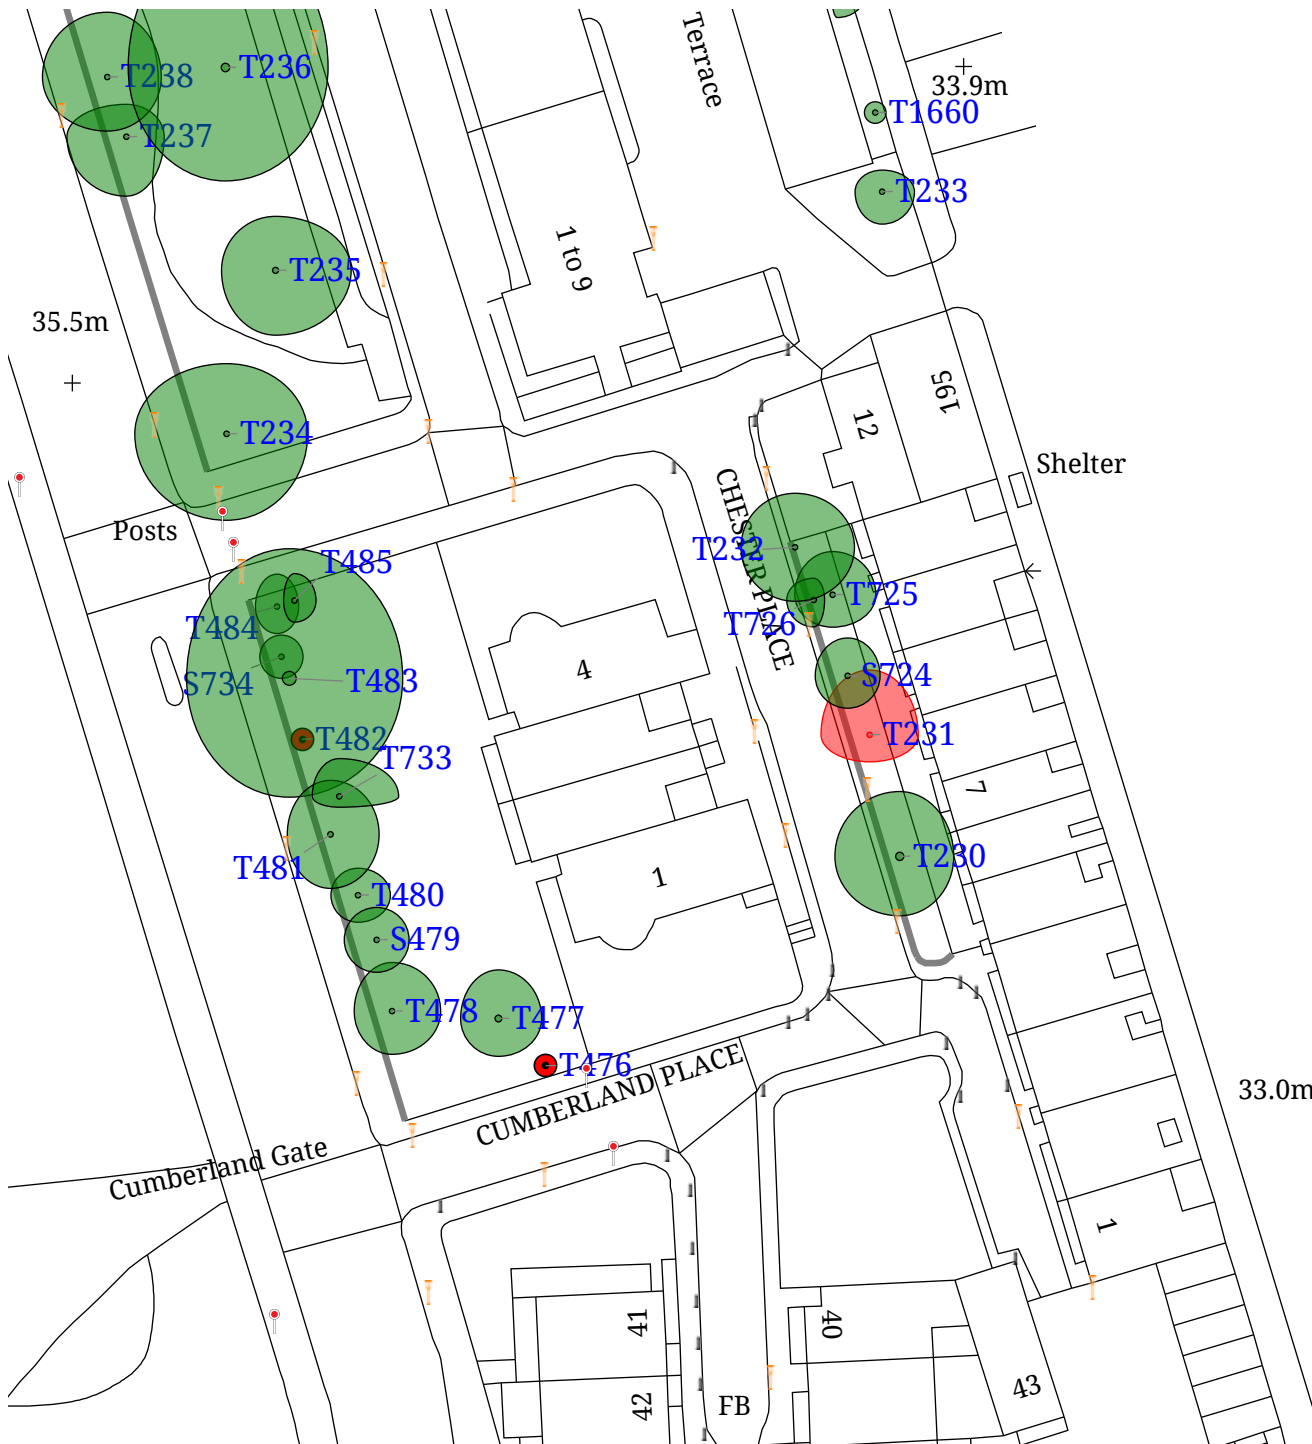 Terrace
T238
T236
33.9m
T1660
T237
T233
1 to 9
T235
35.5m
195
12
T234
Shelter
CHESTER PLACE
Posts
T232
T485
T725
T484
T726
4
S724
S734
T483
T482
T231
T733
7
T230
T481
1
T480
S479
T478
T477
T476
CUMBERLAND PLACE
33.0m
Cumberland Gate
1
41
40
43
42
FB